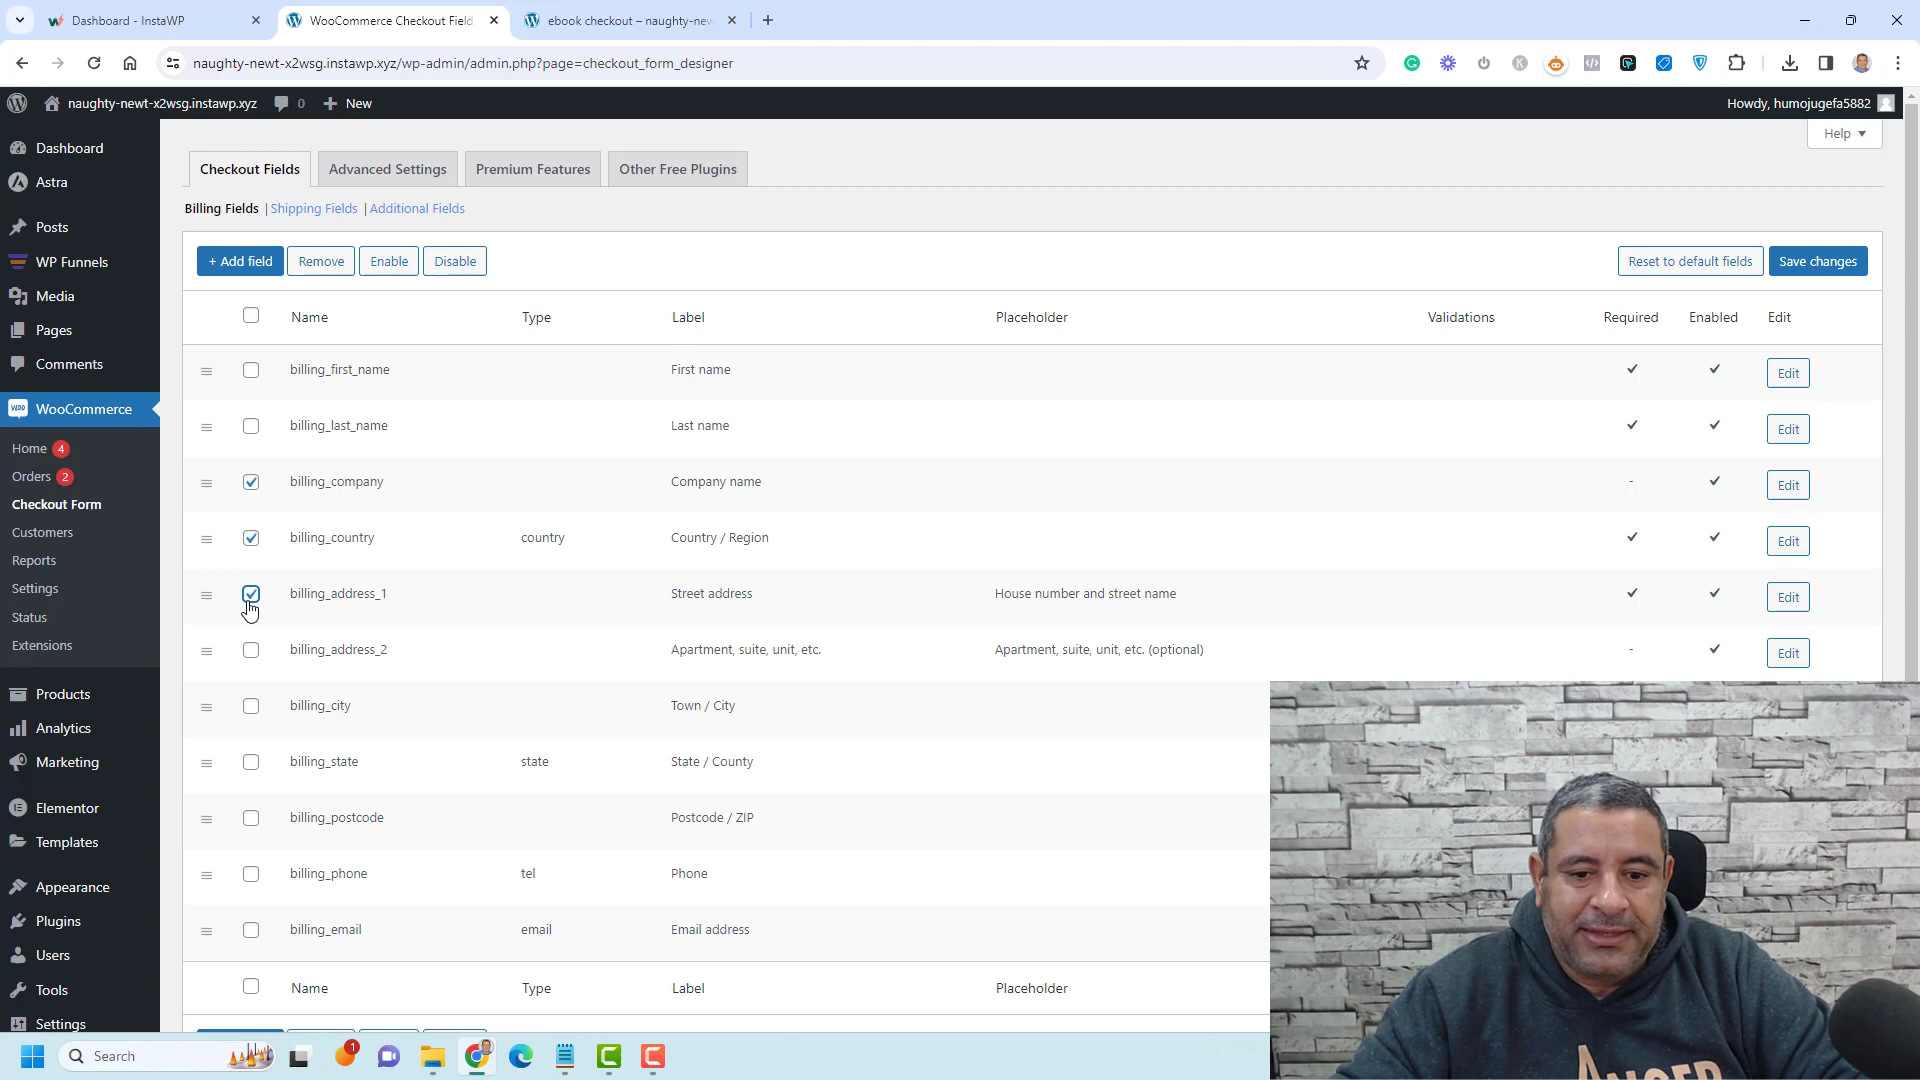 Dashboard - InstaWP
WooCommerce Checkout Field
ebook checkout – naughty-new
naughty-newt-x2wsg.instawp.xyz/wp-admin/admin.php?page=checkout_form_designer
naughty-newt-x2wsg.instawp.xyz 0 New Howdy, humojugefa5882
Help
Dashboard
Astra
Posts
WP Funnels
Media
Pages
Comments
WooCommerce
Home 4
Orders 2
Checkout Form
Customers
Reports
Settings
Status
Extensions
Products
Analytics
Marketing
Elementor
Templates
Appearance
Plugins
Users
Tools
Settings
Checkout Fields Advanced Settings Premium Features Other Free Plugins
Billing Fields | Shipping Fields | Additional Fields
+ Add field Remove Enable Disable Reset to default fields Save changes
Name Type Label Placeholder Validations Required Enabled Edit
billing_first_name First name Edit
billing_last_name Last name Edit
billing_company Company name - Edit
billing_country country Country / Region Edit
billing_address_1 Street address House number and street name Edit
billing_address_2 Apartment, suite, unit, etc. Apartment, suite, unit, etc. (optional) - Edit
billing_city Town / City
billing_state state State / County
billing_postcode Postcode / ZIP
billing_phone tel Phone
billing_email email Email address
Name Type Label Placeholder
Search 1